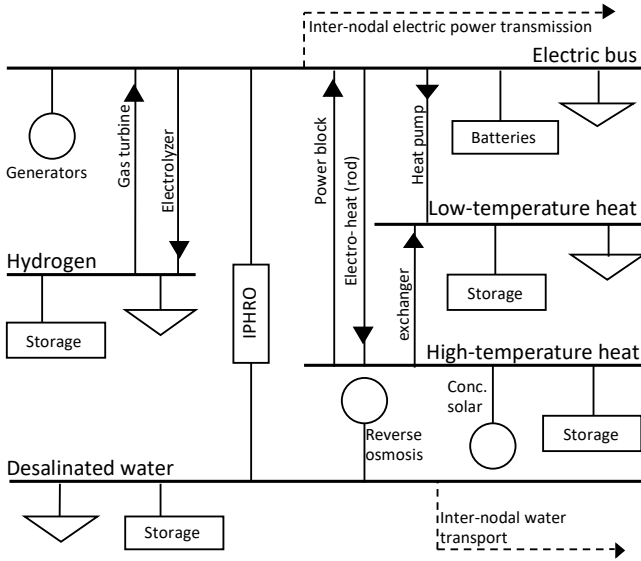 Inter-nodal electric power transmission
Electric bus
Generators
Gas turbine
Electrolyzer
Power block
Electro-heat (rod)
Heat pump
Batteries
Low-temperature heat
Hydrogen
Storage
IPHRO
exchanger
Storage
High-temperature heat
Conc.
solar
Reverse
osmosis
Storage
Desalinated water
Storage
Inter-nodal water
transport